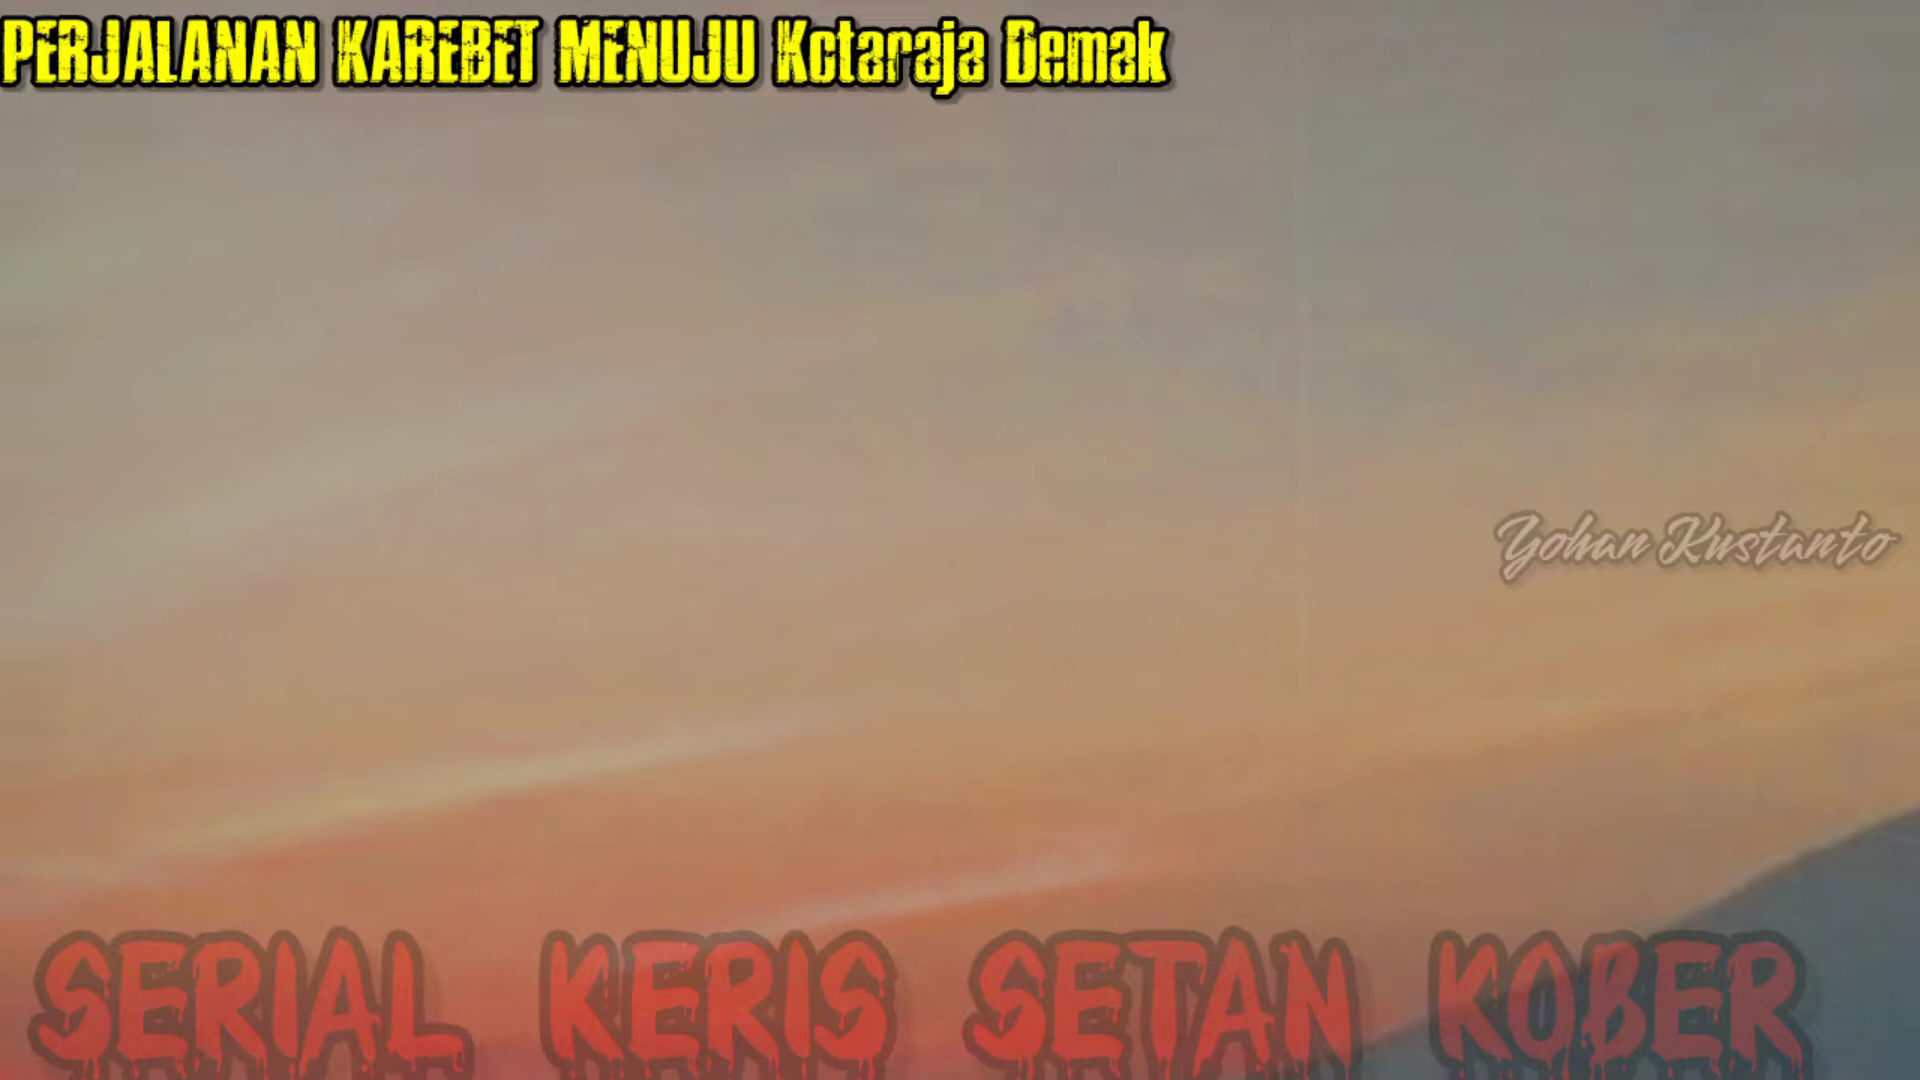 PERJALANAN KAREBET MENUJU Kotaraja Demak
Yohan Kustanto
SERIAL KERIS SETAN KOBER